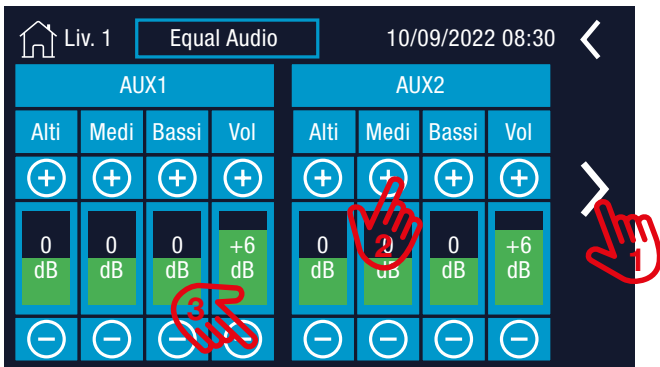 Liv. 1 Equal Audio 10/09/2022 08:30
AUX1 AUX2
Alti Medi Bassi Vol Alti Medi Bassi Vol
0 0 0 +6 0 0 0 +6
dB dB dB dB dB dB dB dB
1
2
3